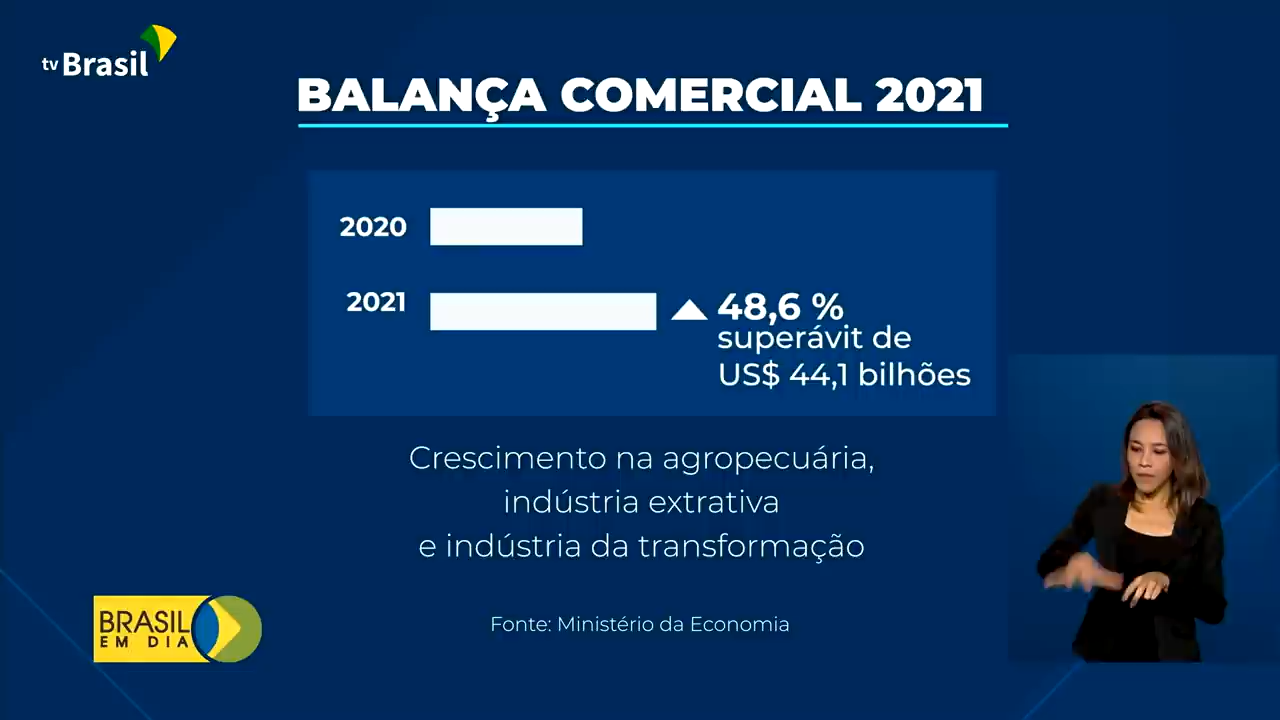 tv Brasil
BALANÇA COMERCIAL 2021
2020
2021
48,6 %
superávit de
US$ 44,1 bilhões
Crescimento na agropecuária,
indústria extrativa
e indústria da transformação
Fonte: Ministério da Economia
BRASIL
EM DIA